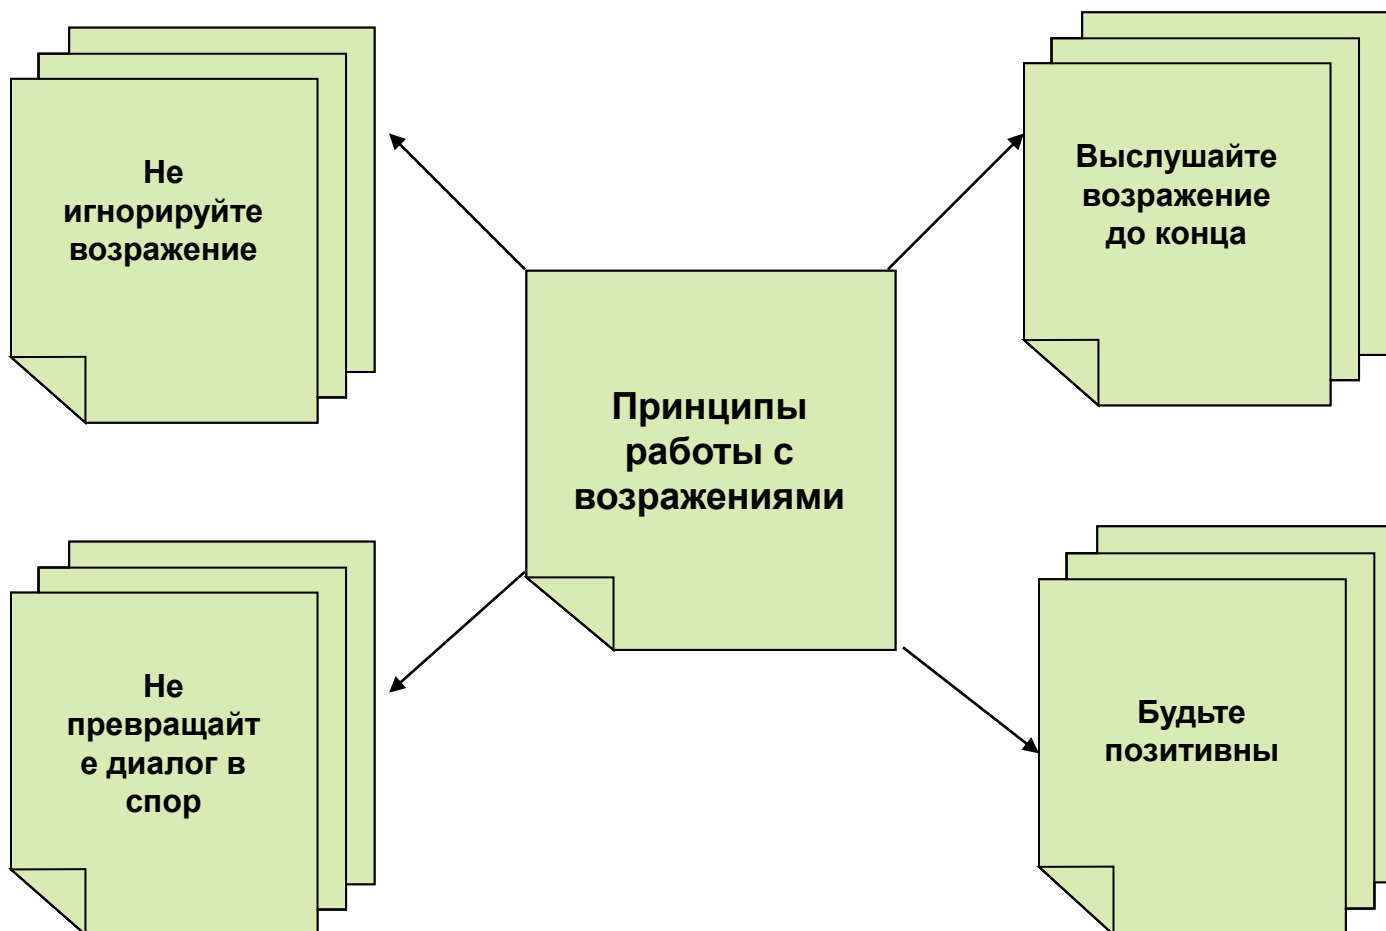 Не
игнорируйте
возражение
Выслушайте
возражение
до конца
Принципы
работы с
возражениями
Не
превращайт
е диалог в
спор
Будьте
позитивны